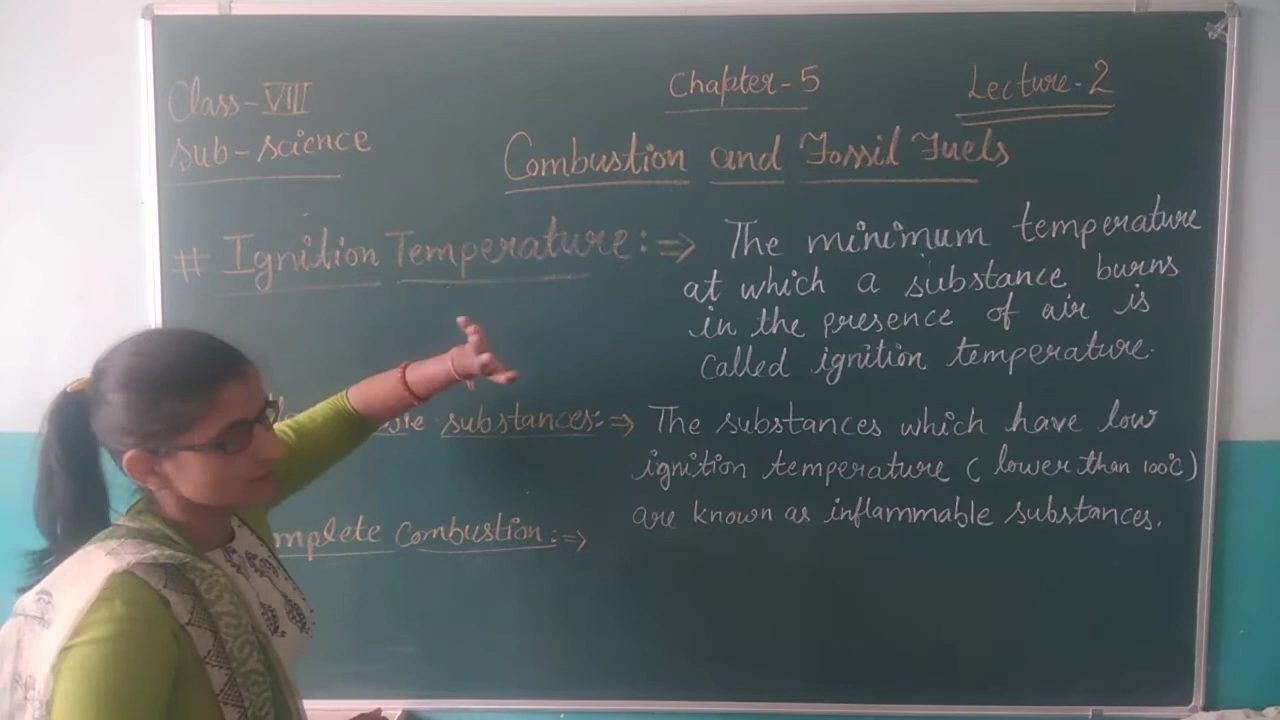 Class-VIII
Sub-science
Chapter-5
Lecture-2
Combustion and Fossil Fuels
# Ignition Temperature:⇒ The minimum temperature
at which a substance burns
in the presence of air is
called ignition temperature.
substances:⇒ The substances which have low
ignition temperature (lower than 100°C)
are known as inflammable substances.
Combustion:⇒